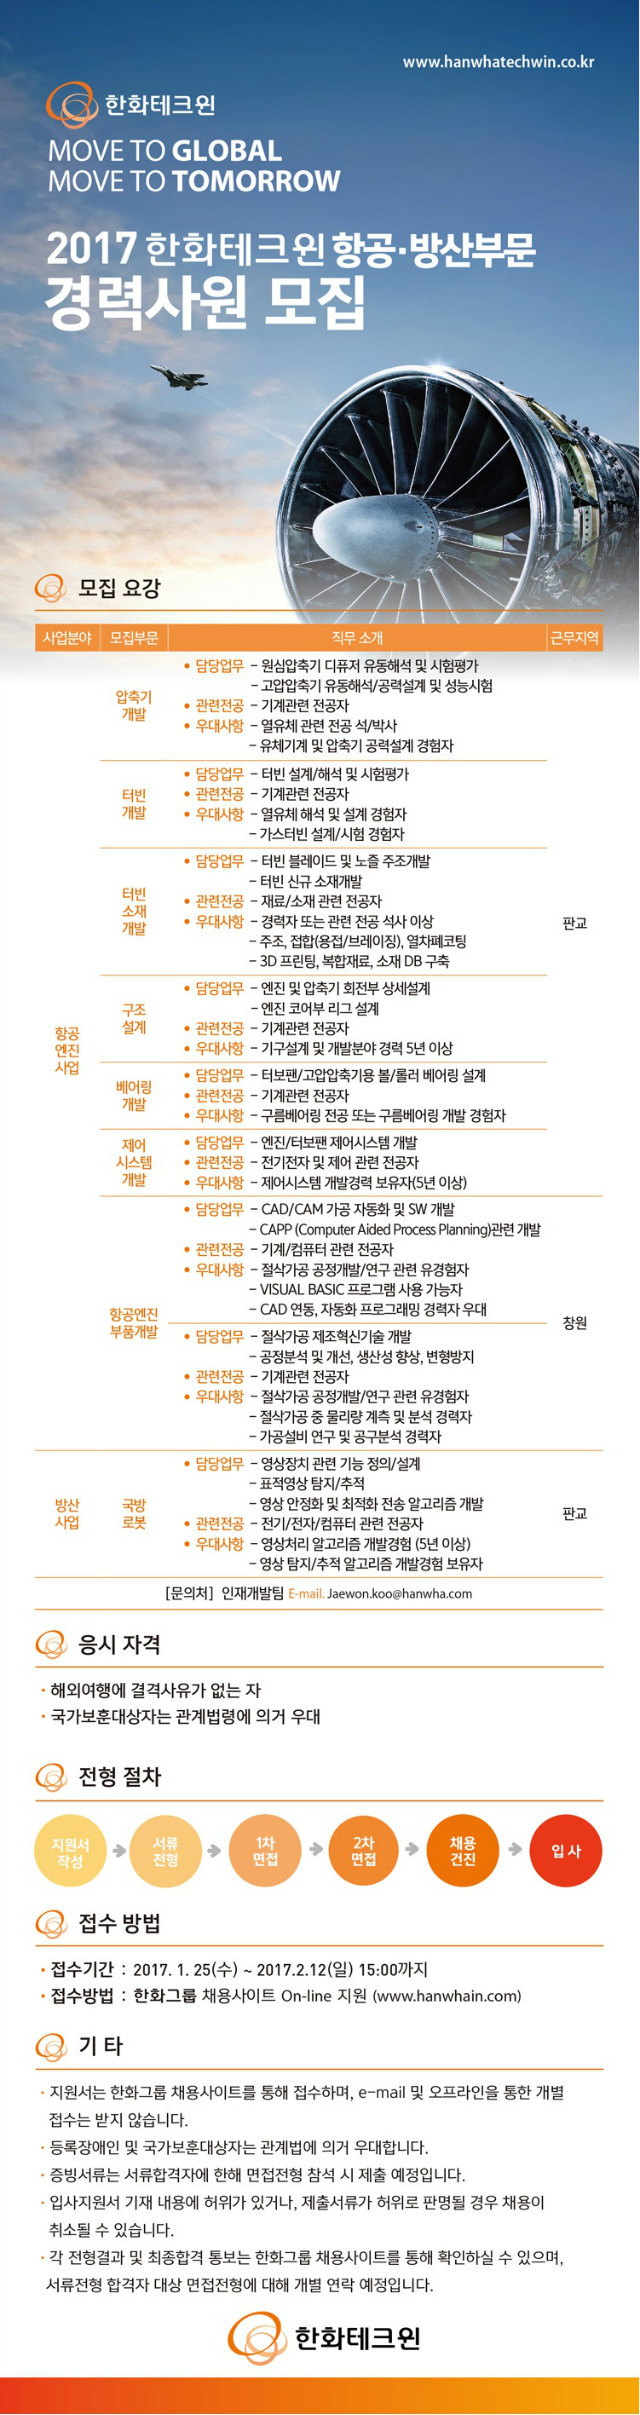 www.hanwhatechwin.co.kr
한화테크윈
MOVE TO GLOBAL
MOVE TO TOMORROW
2017 한화테크윈 항공·방산부문
경력사원 모집
모집 요강
사업분야 모집부문 직무 소개 근무지역
항공
엔진
사업
압축기
개발
• 담당업무 - 원심압축기 디퓨저 유동해석 및 시험평가
- 고압압축기 유동해석/공력설계 및 성능시험
• 관련전공 - 기계관련 전공자
• 우대사항 - 열유체 관련 전공 석/박사
- 유체기계 및 압축기 공력설계 경험자
터빈
개발
• 담당업무 - 터빈 설계/해석 및 시험평가
• 관련전공 - 기계관련 전공자
• 우대사항 - 열유체 해석 및 설계 경험자
- 가스터빈 설계/시험 경험자
터빈
소재
개발
• 담당업무 - 터빈 블레이드 및 노즐 주조개발
- 터빈 신규 소재개발
• 관련전공 - 재료/소재 관련 전공자
• 우대사항 - 경력자 또는 관련 전공 석사 이상
- 주조, 접합(용접/브레이징), 열차폐코팅
- 3D 프린팅, 복합재료, 소재 DB 구축
판교
구조
설계
• 담당업무 - 엔진 및 압축기 회전부 상세설계
- 엔진 코어부 리그 설계
• 관련전공 - 기계관련 전공자
• 우대사항 - 기구설계 및 개발분야 경력 5년 이상
베어링
개발
• 담당업무 - 터보팬/고압압축기용 볼/롤러 베어링 설계
• 관련전공 - 기계관련 전공자
• 우대사항 - 구름베어링 전공 또는 구름베어링 개발 경험자
제어
시스템
개발
• 담당업무 - 엔진/터보팬 제어시스템 개발
• 관련전공 - 전기전자 및 제어 관련 전공자
• 우대사항 - 제어시스템 개발경력 보유자(5년 이상)
항공엔진
부품개발
• 담당업무 - CAD/CAM 가공 자동화 및 SW 개발
- CAPP (Computer Aided Process Planning)관련 개발
• 관련전공 - 기계/컴퓨터 관련 전공자
• 우대사항 - 절삭가공 공정개발/연구 관련 유경험자
- VISUAL BASIC 프로그램 사용 가능자
- CAD 연동, 자동화 프로그래밍 경력자 우대
창원
• 담당업무 - 절삭가공 제조혁신기술 개발
- 공정분석 및 개선, 생산성 향상, 변형방지
• 관련전공 - 기계관련 전공자
• 우대사항 - 절삭가공 공정개발/연구 관련 유경험자
- 절삭가공 중 물리량 계측 및 분석 경력자
- 가공설비 연구 및 공구분석 경력자
방산
사업
국방
로봇
• 담당업무 - 영상장치 관련 기능 정의/설계
- 표적영상 탐지/추적
- 영상 안정화 및 최적화 전송 알고리즘 개발
• 관련전공 - 전기/전자/컴퓨터 관련 전공자
• 우대사항 - 영상처리 알고리즘 개발경험 (5년 이상)
- 영상 탐지/추적 알고리즘 개발경험 보유자
판교
[문의처] 인재개발팀 E-mail. Jaewon.koo@hanwha.com
응시 자격
· 해외여행에 결격사유가 없는 자
· 국가보훈대상자는 관계법령에 의거 우대
전형 절차
지원서
작성
서류
전형
1차
면접
2차
면접
채용
건진
입 사
접수 방법
· 접수기간 : 2017. 1. 25(수) ~ 2017.2.12(일) 15:00까지
· 접수방법 : 한화그룹 채용사이트 On-line 지원 (www.hanwhain.com)
기 타
· 지원서는 한화그룹 채용사이트를 통해 접수하며, e-mail 및 오프라인을 통한 개별
접수는 받지 않습니다.
· 등록장애인 및 국가보훈대상자는 관계법에 의거 우대합니다.
· 증빙서류는 서류합격자에 한해 면접전형 참석 시 제출 예정입니다.
· 입사지원서 기재 내용에 허위가 있거나, 제출서류가 허위로 판명될 경우 채용이
취소될 수 있습니다.
· 각 전형결과 및 최종합격 통보는 한화그룹 채용사이트를 통해 확인하실 수 있으며,
서류전형 합격자 대상 면접전형에 대해 개별 연락 예정입니다.
한화테크윈